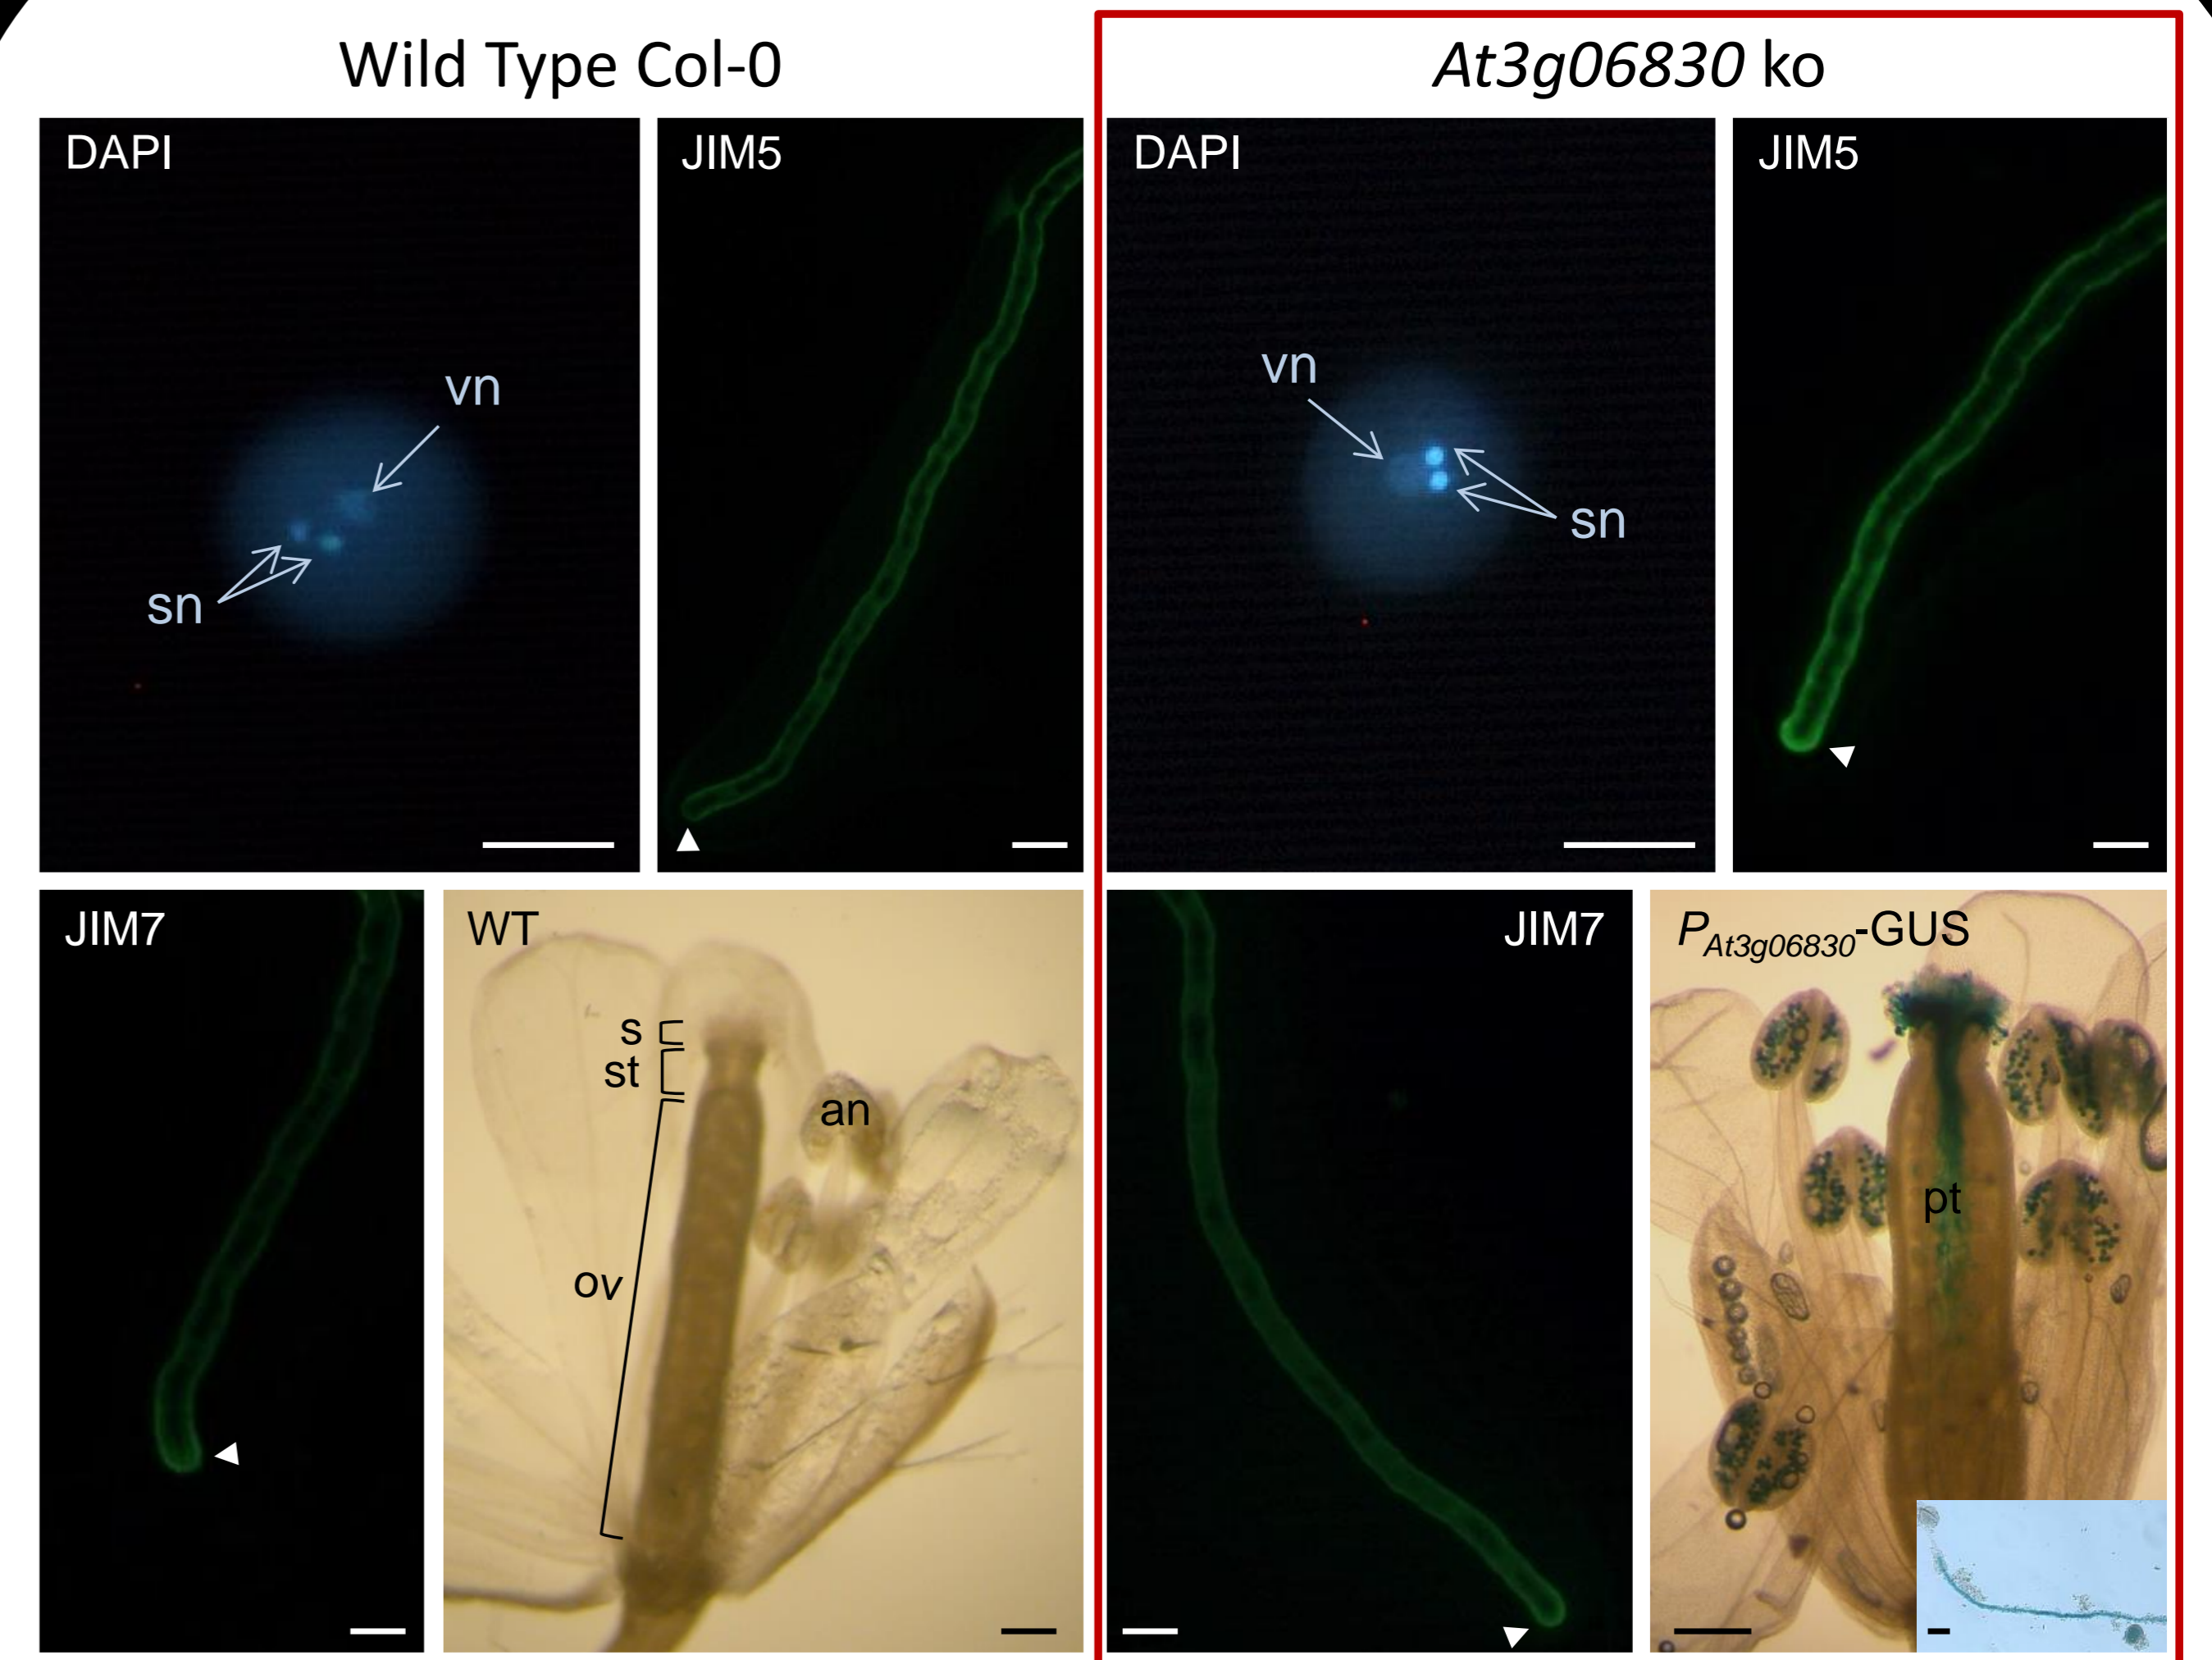 Wild Type Col-0
At3g06830 ko
DAPI
vn
sn
JIM5
DAPI
vn
sn
JIM5
JIM7
WT
s
st
an
ov
JIM7
PAt3g06830-GUS
pt